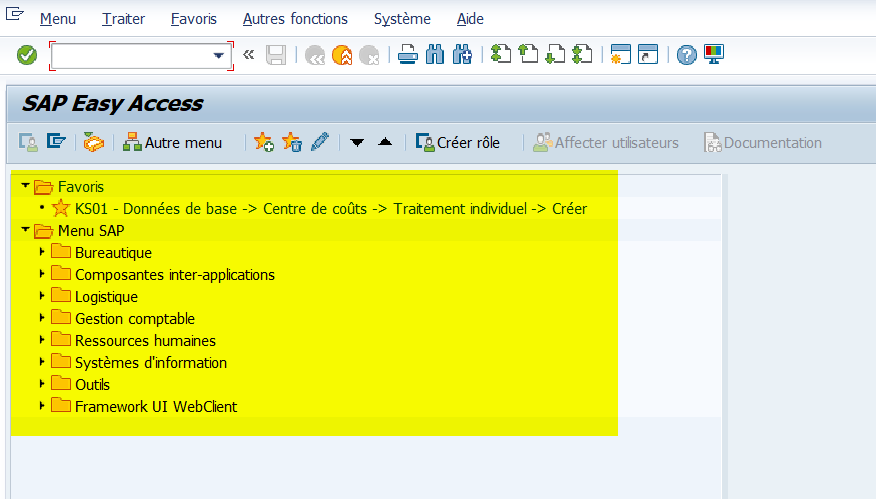 Menu Traiter Favoris Autres fonctions Système Aide
SAP Easy Access
Autre menu Créer rôle Affecter utilisateurs Documentation
Favoris
KS01 - Données de base -> Centre de coûts -> Traitement individuel -> Créer
Menu SAP
Bureautique
Composantes inter-applications
Logistique
Gestion comptable
Ressources humaines
Systèmes d'information
Outils
Framework UI WebClient